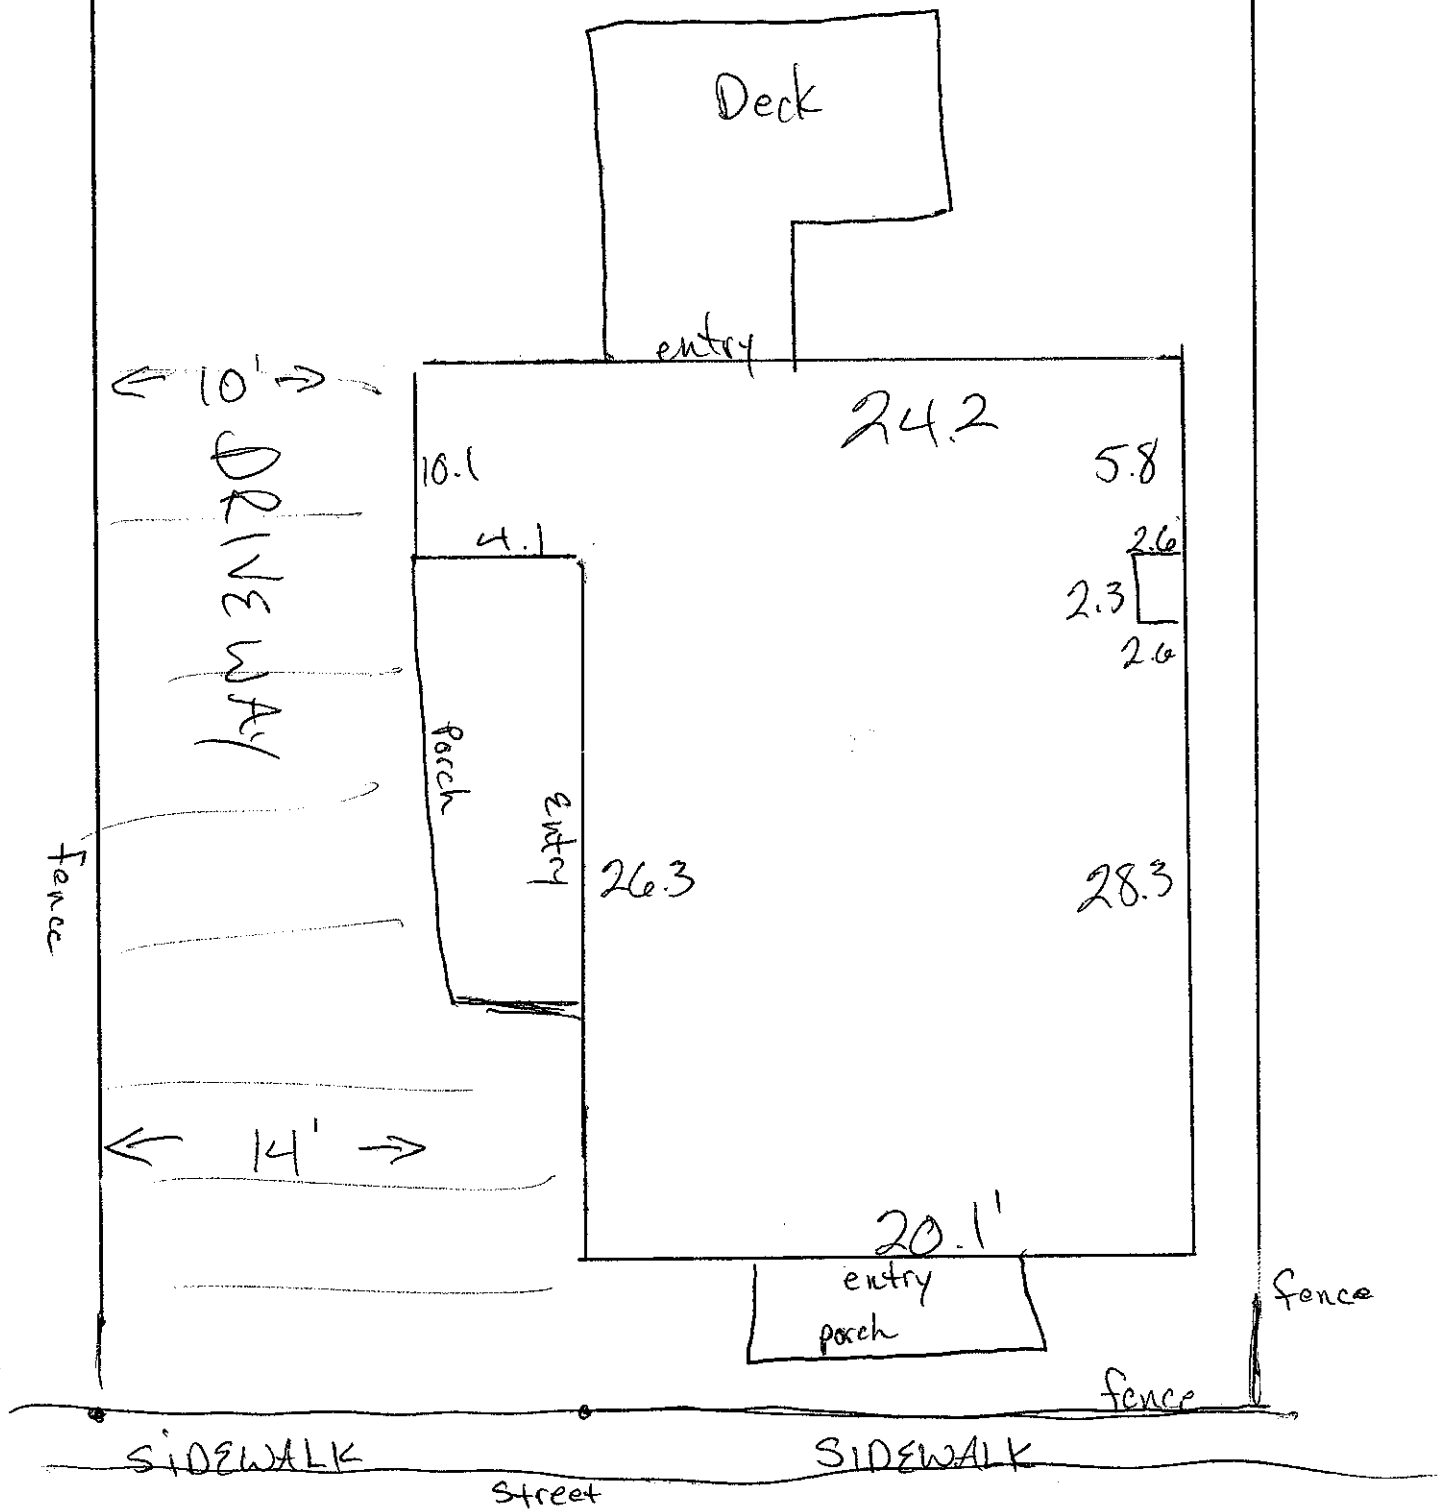 Deck
entry
10'
24.2
10.1
5.8
4.1
2.6
2.3
2.6
DRIVEWAY
Porch
Entry
26.3
28.3
fence
14'
20.1'
entry
porch
fence
fence
SiDEWALK
SIDEWALK
Street